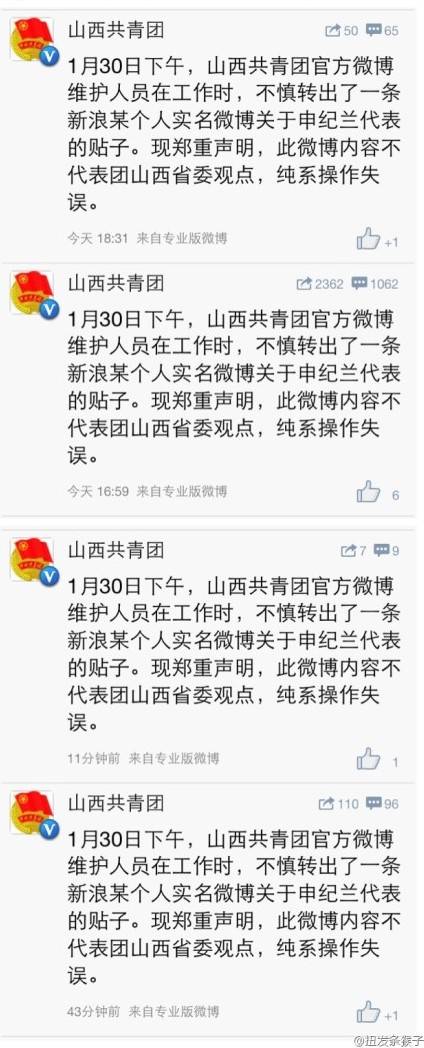 山西共青团 50 65
1月30日下午，山西共青团官方微博
维护人员在工作时，不慎转出了一条
新浪某个人实名微博关于申纪兰代表
的贴子。现郑重声明，此微博内容不
代表团山西省委观点，纯系操作失
误。
今天 18:31 来自专业版微博 +1
山西共青团 2362 1062
1月30日下午，山西共青团官方微博
维护人员在工作时，不慎转出了一条
新浪某个人实名微博关于申纪兰代表
的贴子。现郑重声明，此微博内容不
代表团山西省委观点，纯系操作失
误。
今天 16:59 来自专业版微博 6
山西共青团 7 9
1月30日下午，山西共青团官方微博
维护人员在工作时，不慎转出了一条
新浪某个人实名微博关于申纪兰代表
的贴子。现郑重声明，此微博内容不
代表团山西省委观点，纯系操作失
误。
11分钟前 来自专业版微博 1
山西共青团 110 96
1月30日下午，山西共青团官方微博
维护人员在工作时，不慎转出了一条
新浪某个人实名微博关于申纪兰代表
的贴子。现郑重声明，此微博内容不
代表团山西省委观点，纯系操作失
误。
43分钟前 来自专业版微博 +1
@扭发条猴子